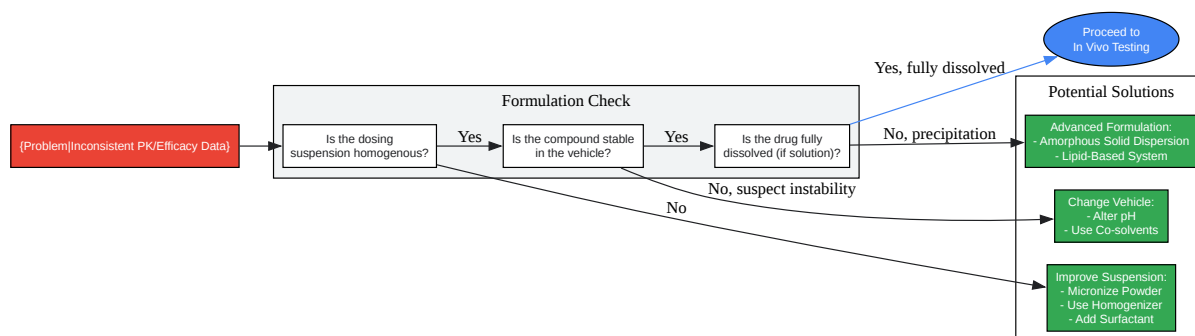 Proceed to
In Vivo Testing
Yes, fully dissolved
Potential Solutions
Formulation Check
{Problem|Inconsistent PK/Efficacy Data}
Is the dosing
suspension homogenous?
Yes
Is the compound stable
in the vehicle?
Yes
Is the drug fully
dissolved (if solution)?
No, precipitation
Advanced Formulation:
- Amorphous Solid Dispersion
- Lipid-Based System
No, suspect instability
Change Vehicle:
- Alter pH
- Use Co-solvents
No
Improve Suspension:
- Micronize Powder
- Use Homogenizer
- Add Surfactant